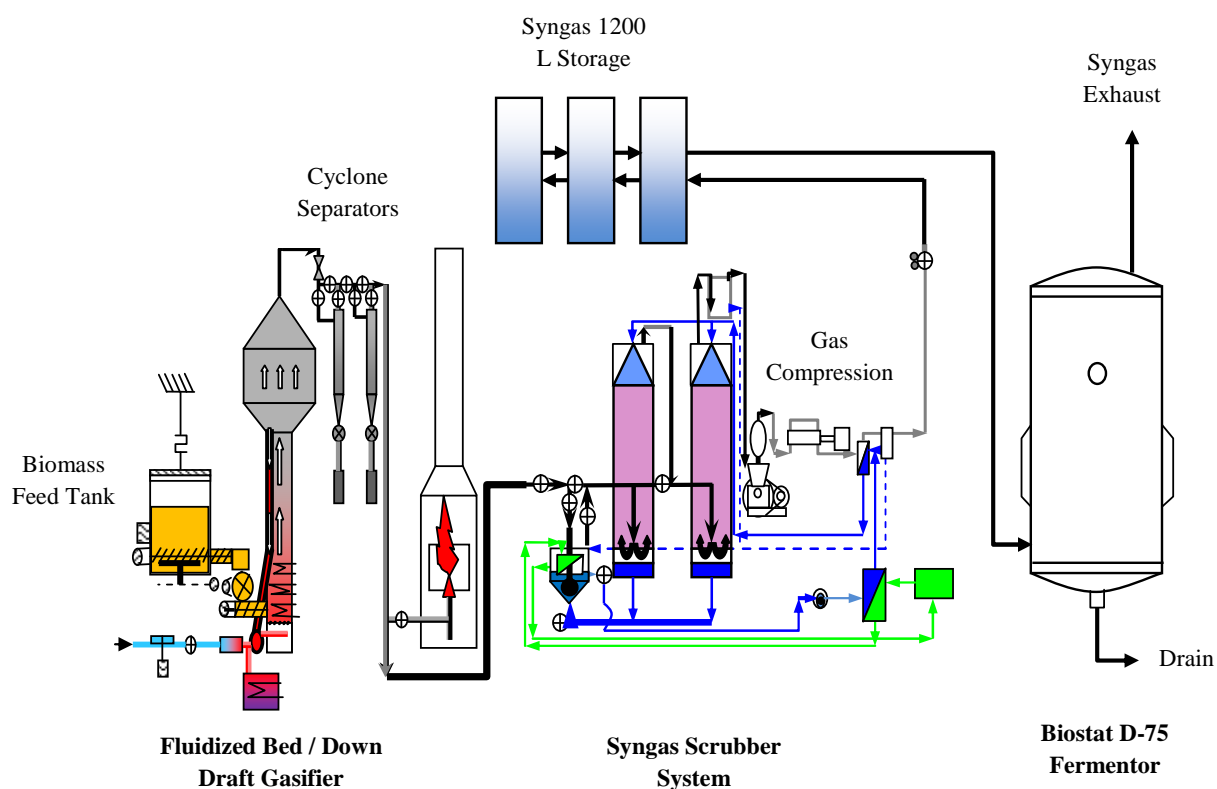 Syngas 1200
L Storage
Syngas
Exhaust
Cyclone
Separators
Gas
Compression
Biomass
Feed Tank
Drain
Fluidized Bed / Down
Draft Gasifier
Syngas Scrubber
System
Biostat D-75
Fermentor